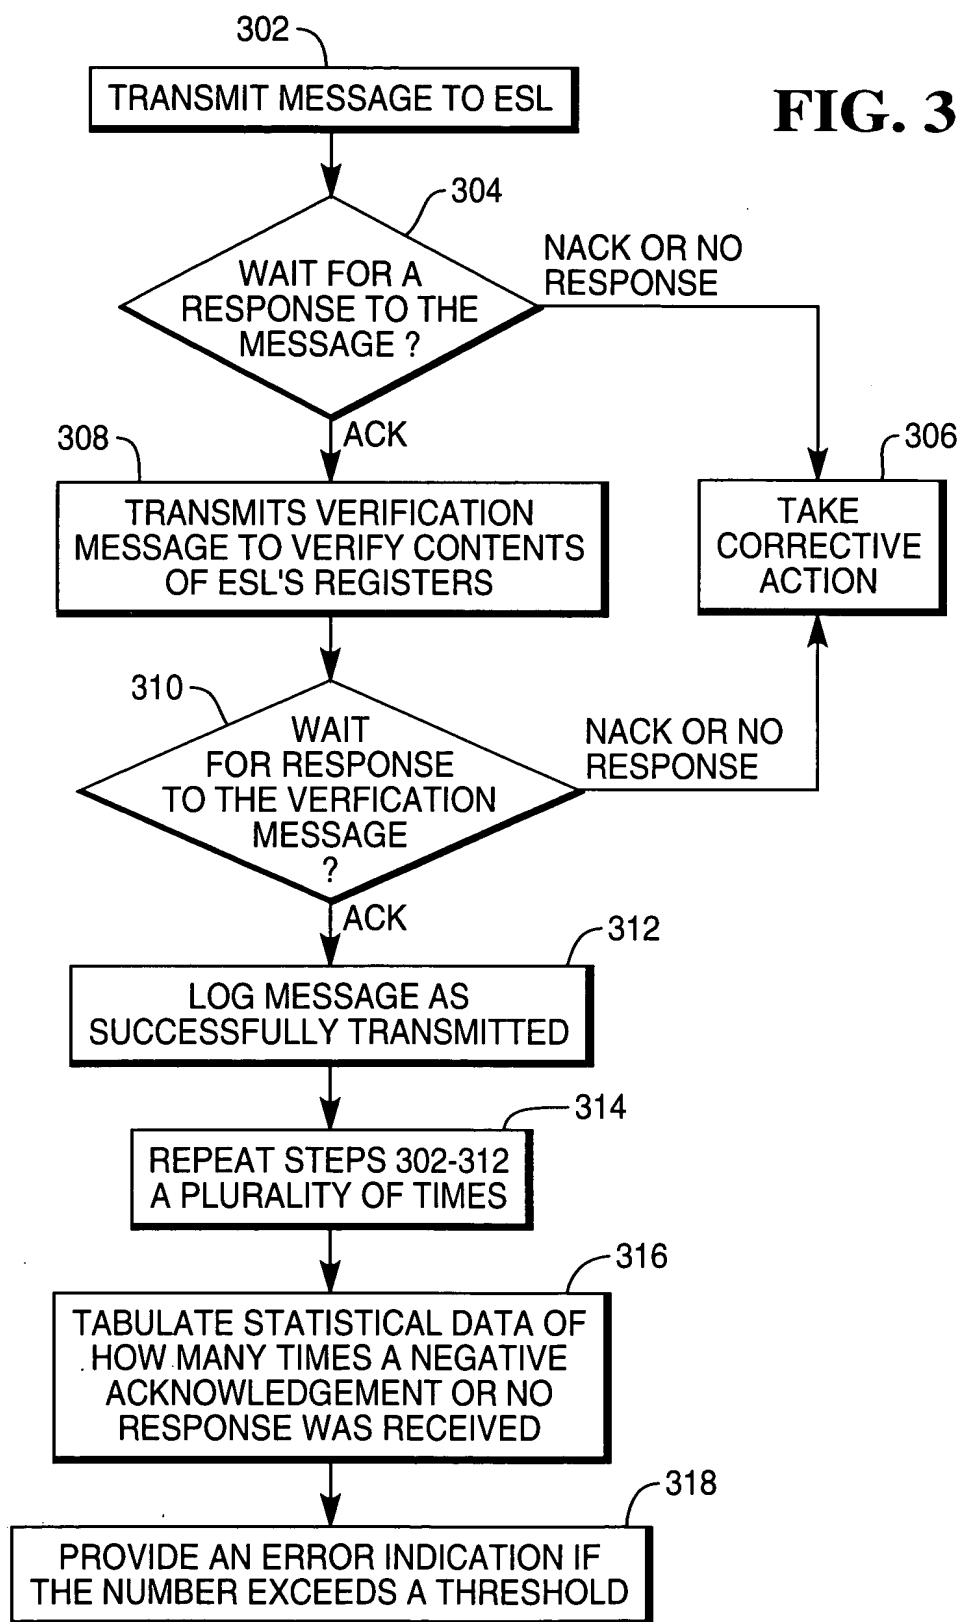 302
TRANSMIT MESSAGE TO ESL
FIG. 3
304
WAIT FOR A
RESPONSE TO THE
MESSAGE ?
NACK OR NO
RESPONSE
ACK
308
TRANSMITS VERIFICATION
MESSAGE TO VERIFY CONTENTS
OF ESL'S REGISTERS
306
TAKE
CORRECTIVE
ACTION
310
WAIT
FOR RESPONSE
TO THE VERFICATION
MESSAGE
?
NACK OR NO
RESPONSE
ACK
312
LOG MESSAGE AS
SUCCESSFULLY TRANSMITTED
314
REPEAT STEPS 302-312
A PLURALITY OF TIMES
316
TABULATE STATISTICAL DATA OF
HOW MANY TIMES A NEGATIVE
ACKNOWLEDGEMENT OR NO
RESPONSE WAS RECEIVED
318
PROVIDE AN ERROR INDICATION IF
THE NUMBER EXCEEDS A THRESHOLD